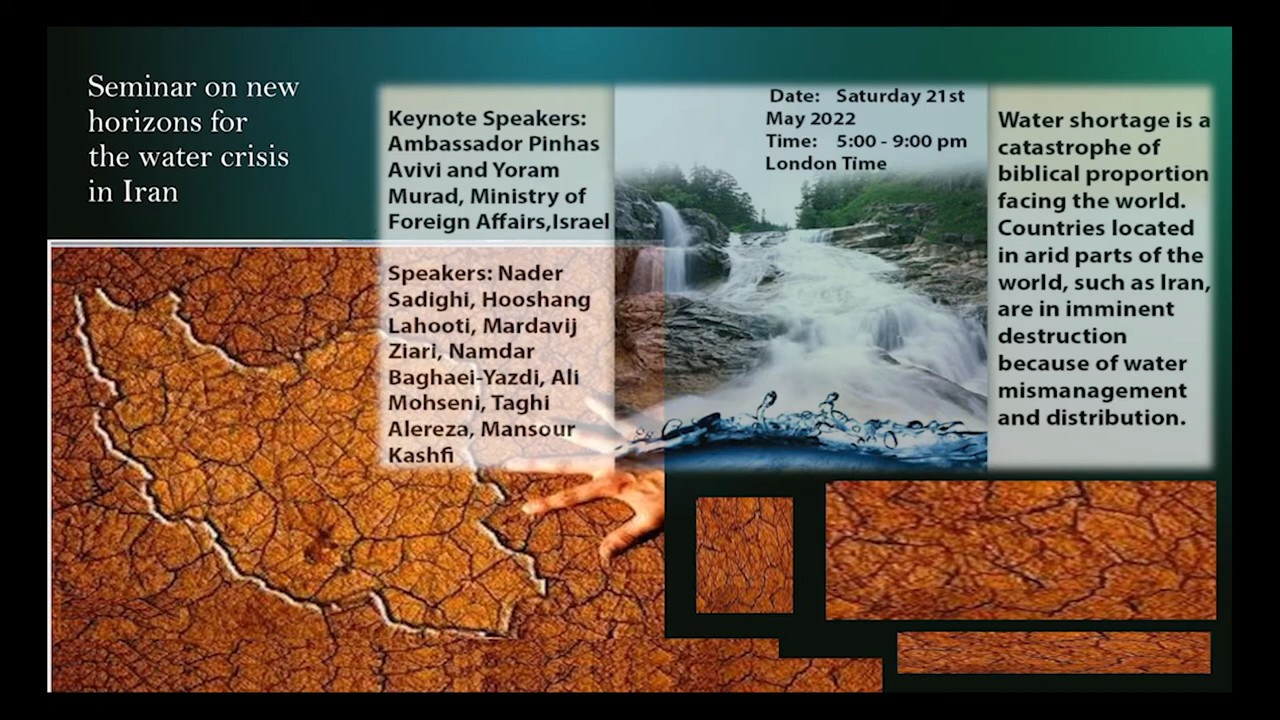 Seminar on new
horizons for
the water crisis
in Iran
Keynote Speakers:
Ambassador Pinhas
Avivi and Yoram
Murad, Ministry of
Foreign Affairs,Israel
Speakers: Nader
Sadighi, Hooshang
Lahooti, Mardavij
Ziari, Namdar
Baghaei-Yazdi, Ali
Mohseni, Taghi
Alereza, Mansour
Kashfi
Date: Saturday 21st
May 2022
Time: 5:00 - 9:00 pm
London Time
Water shortage is a
catastrophe of
biblical proportion
facing the world.
Countries located
in arid parts of the
world, such as Iran,
are in imminent
destruction
because of water
mismanagement
and distribution.